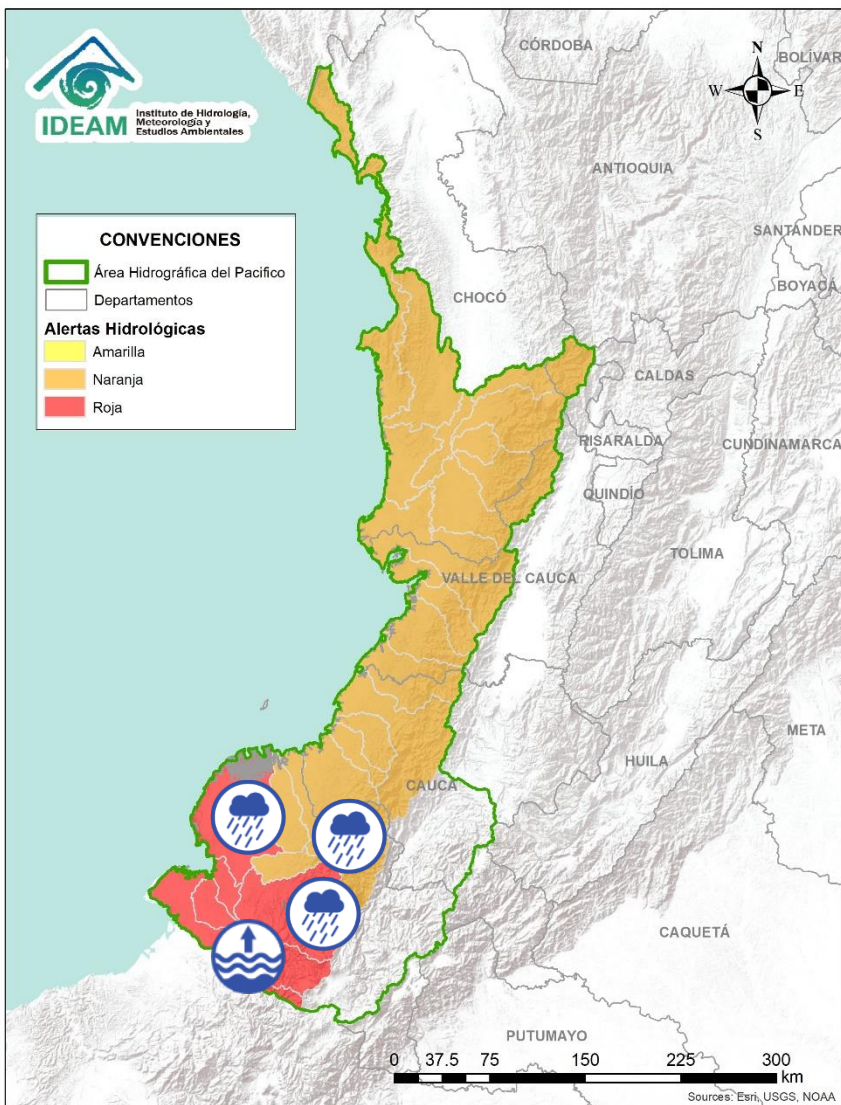 IDEAM
Instituto de Hidrología,
Meteorología y
Estudios Ambientales
CÓRDOBA
BOLÍVAR
N
W
E
S
ANTIOQUIA
SANTANDER
BOYACÁ
CONVENCIONES
Área Hidrográfica del Pacifico
Departamentos
Alertas Hidrológicas
Amarilla
Naranja
Roja
CHOCÓ
CALDAS
RISARALDA
CUNDINAMARCA
QUINDÍO
TOLIMA
VALLE DEL CAUCA
META
HUILA
CAUCA
CAQUETÁ
PUTUMAYO
0 37.5 75 150 225 300
km
Sources: Esri, USGS, NOAA